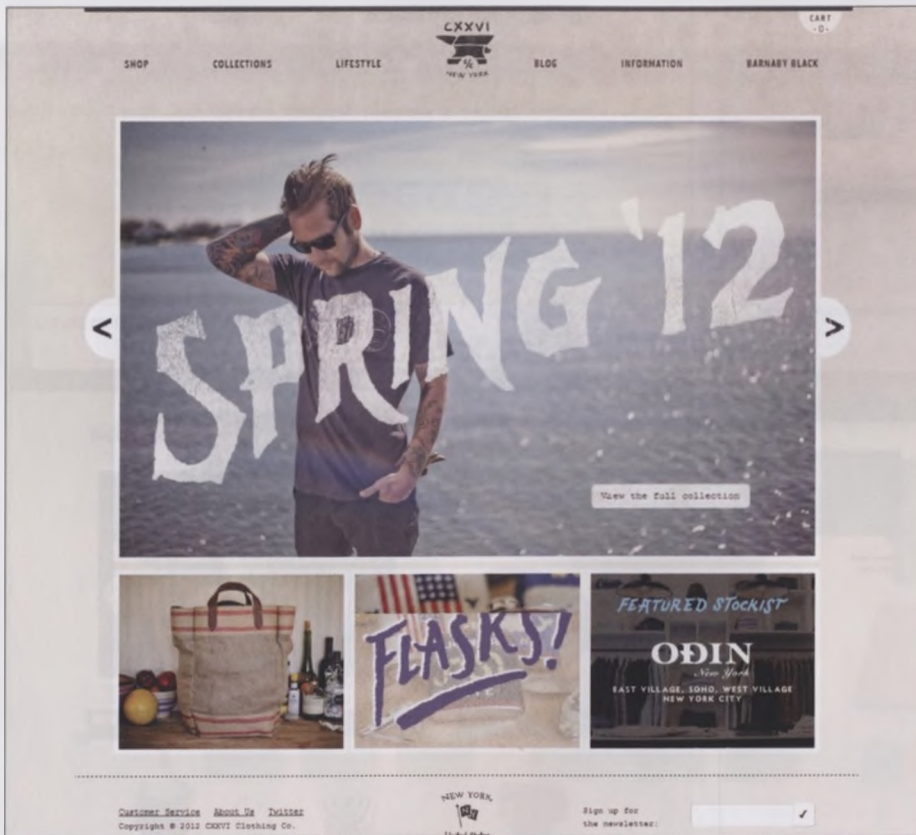 CXXVI
NEW YORK
CART
-0-
SHOP COLLECTIONS LIFESTYLE BLOG INFORMATION BARNABY BLACK
<
>
SPRING '12
View the full collection
FLASKS!
FEATURED STOCKIST
ODIN
New York
EAST VILLAGE, SOHO, WEST VILLAGE
NEW YORK CITY
NEW YORK,
Customer Service About Us Twitter
Copyright © 2012 CXXVI Clothing Co.
Sign up for
the newsletter: